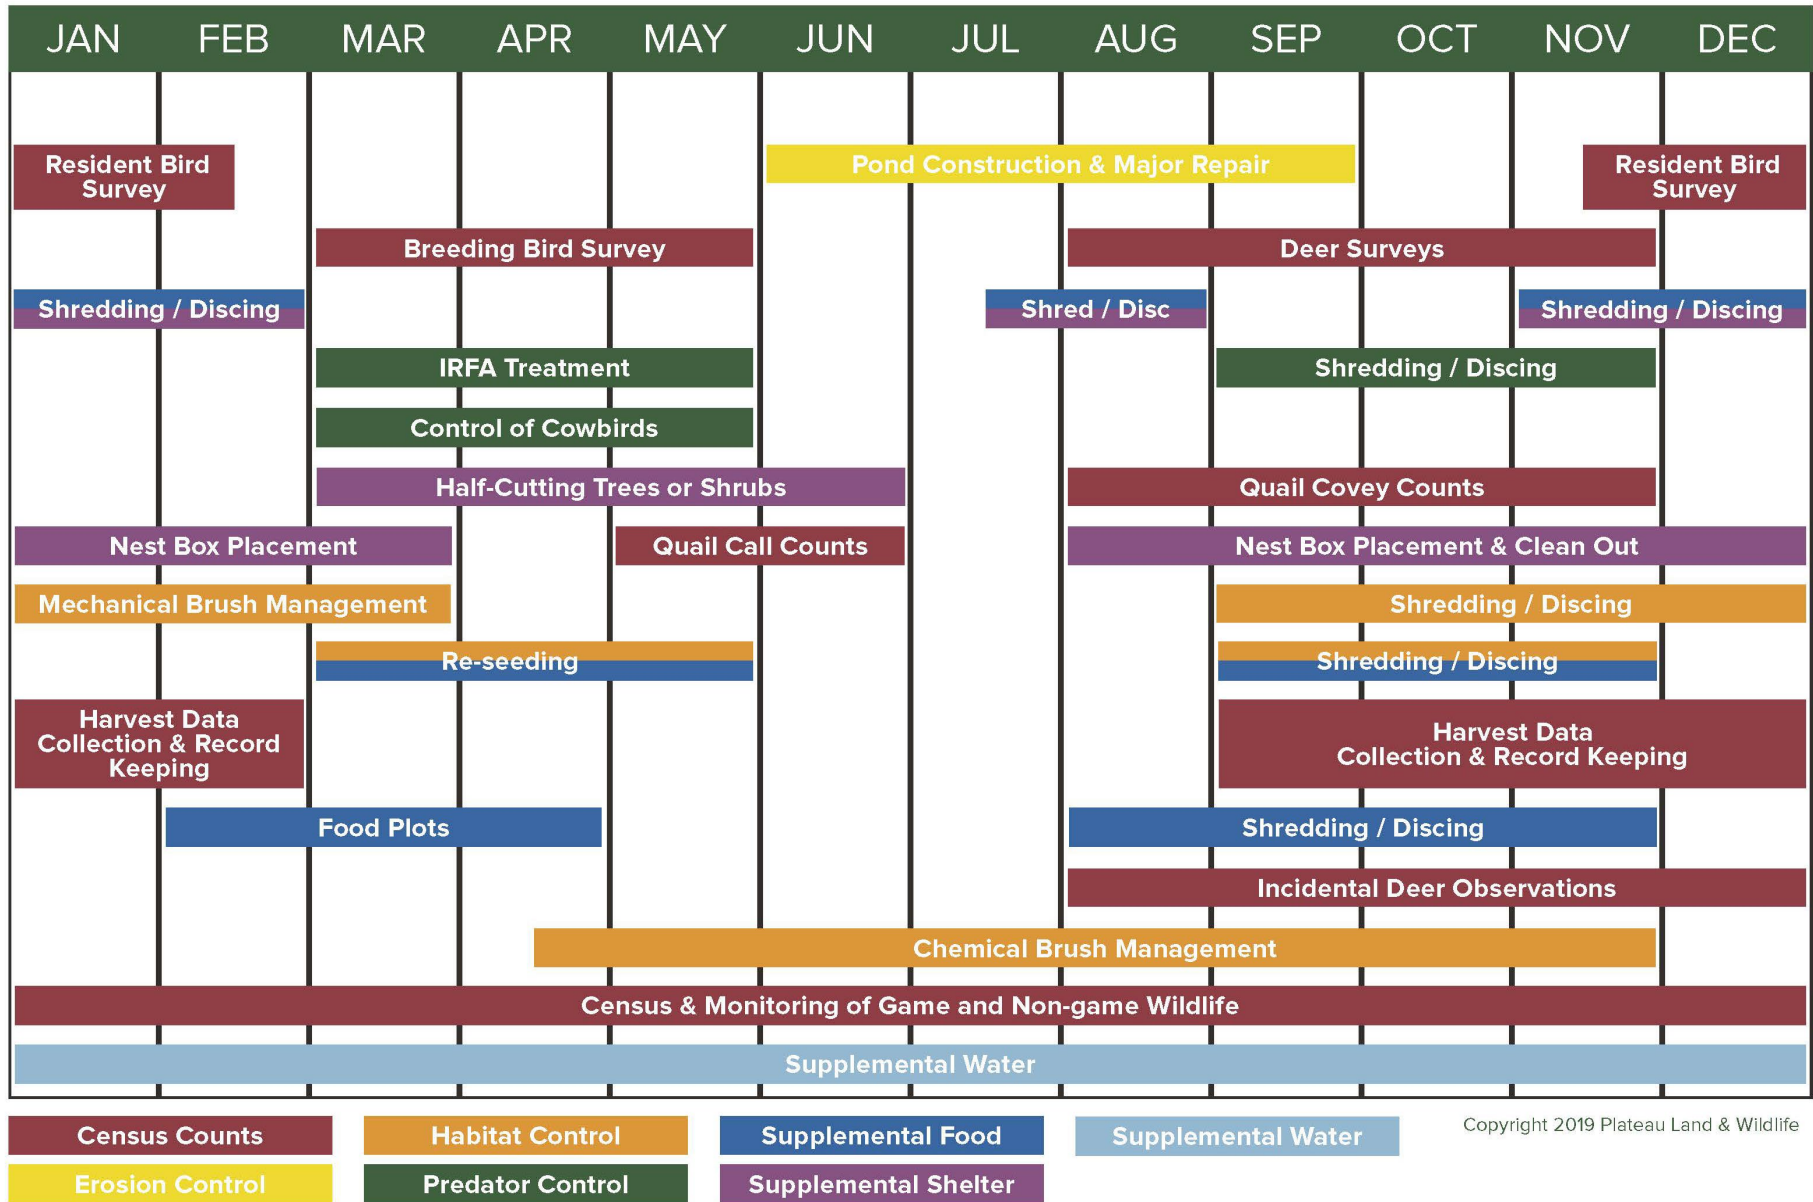 JAN FEB MAR APR MAY JUN JUL AUG SEP OCT NOV DEC
Resident Bird
Survey
Pond Construction & Major Repair
Resident Bird
Survey
Breeding Bird Survey
Deer Surveys
Shredding / Discing
Shred / Disc
Shredding / Discing
IRFA Treatment
Shredding / Discing
Control of Cowbirds
Half-Cutting Trees or Shrubs
Quail Covey Counts
Nest Box Placement
Quail Call Counts
Nest Box Placement & Clean Out
Mechanical Brush Management
Shredding / Discing
Re-seeding
Shredding / Discing
Harvest Data
Collection & Record
Keeping
Harvest Data
Collection & Record Keeping
Food Plots
Shredding / Discing
Incidental Deer Observations
Chemical Brush Management
Census & Monitoring of Game and Non-game Wildlife
Supplemental Water
Census Counts
Habitat Control
Supplemental Food
Supplemental Water
Copyright 2019 Plateau Land & Wildlife
Erosion Control
Predator Control
Supplemental Shelter